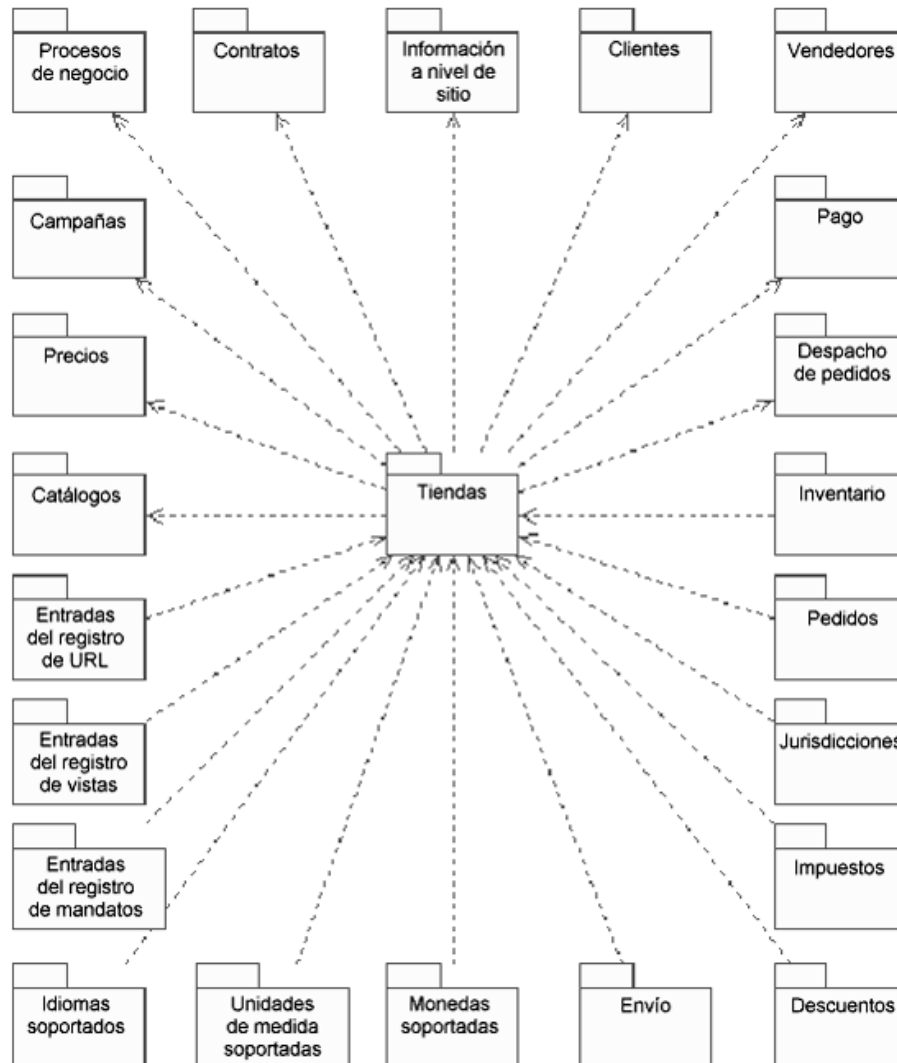 Procesos
de negocio
Contratos
Información
a nivel de
sitio
Clientes
Vendedores
Campañas
Pago
Precios
Despacho
de pedidos
Catálogos
Tiendas
Inventario
Entradas
del registro
de URL
Pedidos
Entradas
del registro
de vistas
Jurisdicciones
Entradas
del registro
de mandatos
Impuestos
Idiomas
soportados
Unidades
de medida
soportadas
Monedas
soportadas
Envío
Descuentos